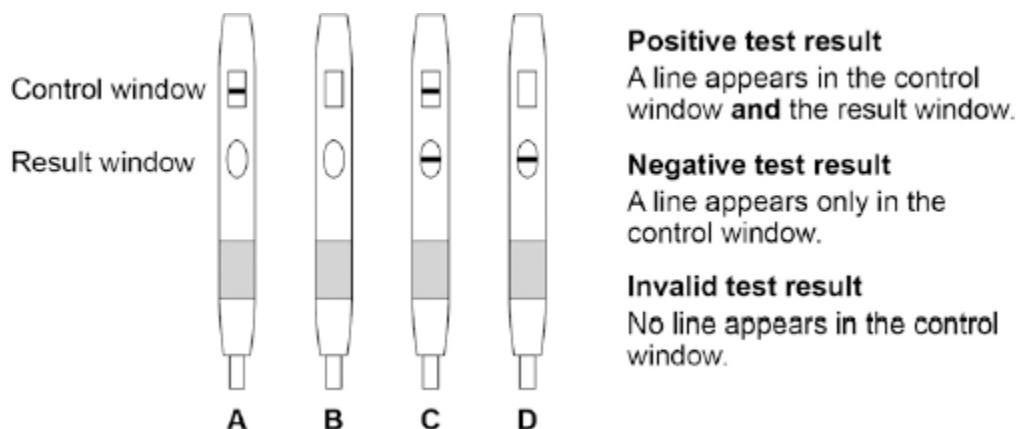 Control window
Result window
A
B
C
D
Positive test result
A line appears in the control
window and the result window.
Negative test result
A line appears only in the
control window.
Invalid test result
No line appears in the control
window.